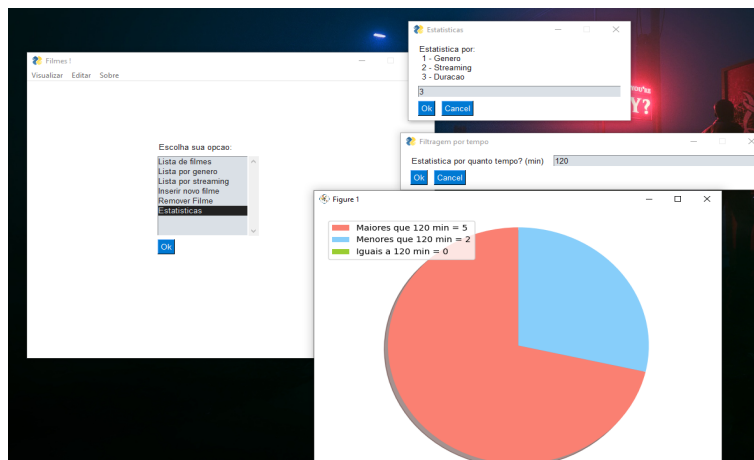 Filmes !
Visualizar Editar Sobre
Escolha sua opcao:
Lista de filmes
Lista por genero
Lista por streaming
Inserir novo filme
Remover Filme
Estatisticas
Ok
Estatisticas
Estatistica por:
1 - Genero
2 - Streaming
3 - Duracao
3
Ok Cancel
YOU'RE
Y?
Filtragem por tempo
Estatistica por quanto tempo? (min) 120
Ok Cancel
Figure 1
Maiores que 120 min = 5
Menores que 120 min = 2
Iguais a 120 min = 0